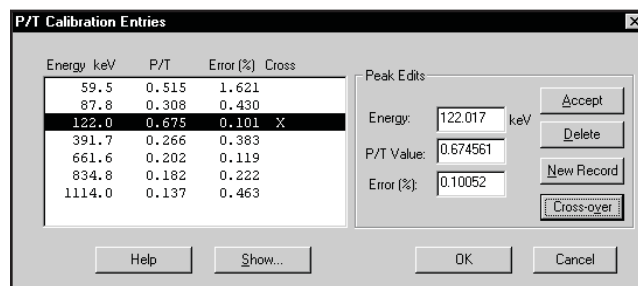 P/T Calibration Entries
Energy keV P/T Error (%) Cross
59.5 0.515 1.621
87.8 0.308 0.430
122.0 0.675 0.101 X
391.7 0.266 0.383
661.6 0.202 0.119
834.8 0.182 0.222
1114.0 0.137 0.463
Peak Edits
Energy: 122.017 keV
P/T Value: 0.674561
Error (%): 0.10052
Accept
Delete
New Record
Cross-over
Help
Show...
OK
Cancel